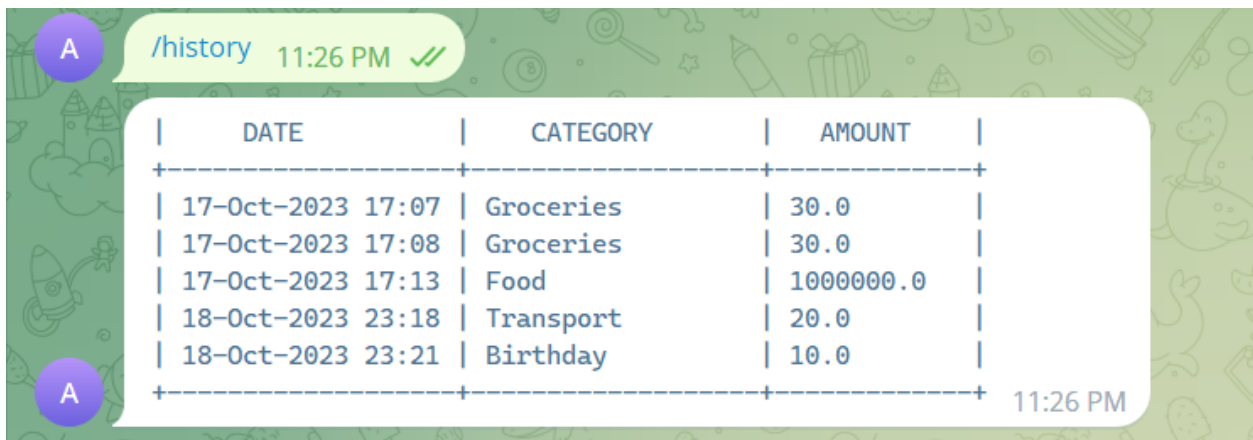 A
/history 11:26 PM
|      DATE          |    CATEGORY       |   AMOUNT    |
+-------------------+-------------------+-------------+
| 17-Oct-2023 17:07 | Groceries         | 30.0        |
| 17-Oct-2023 17:08 | Groceries         | 30.0        |
| 17-Oct-2023 17:13 | Food              | 1000000.0   |
| 18-Oct-2023 23:18 | Transport         | 20.0        |
| 18-Oct-2023 23:21 | Birthday          | 10.0        |
+-------------------+-------------------+-------------+
A
11:26 PM